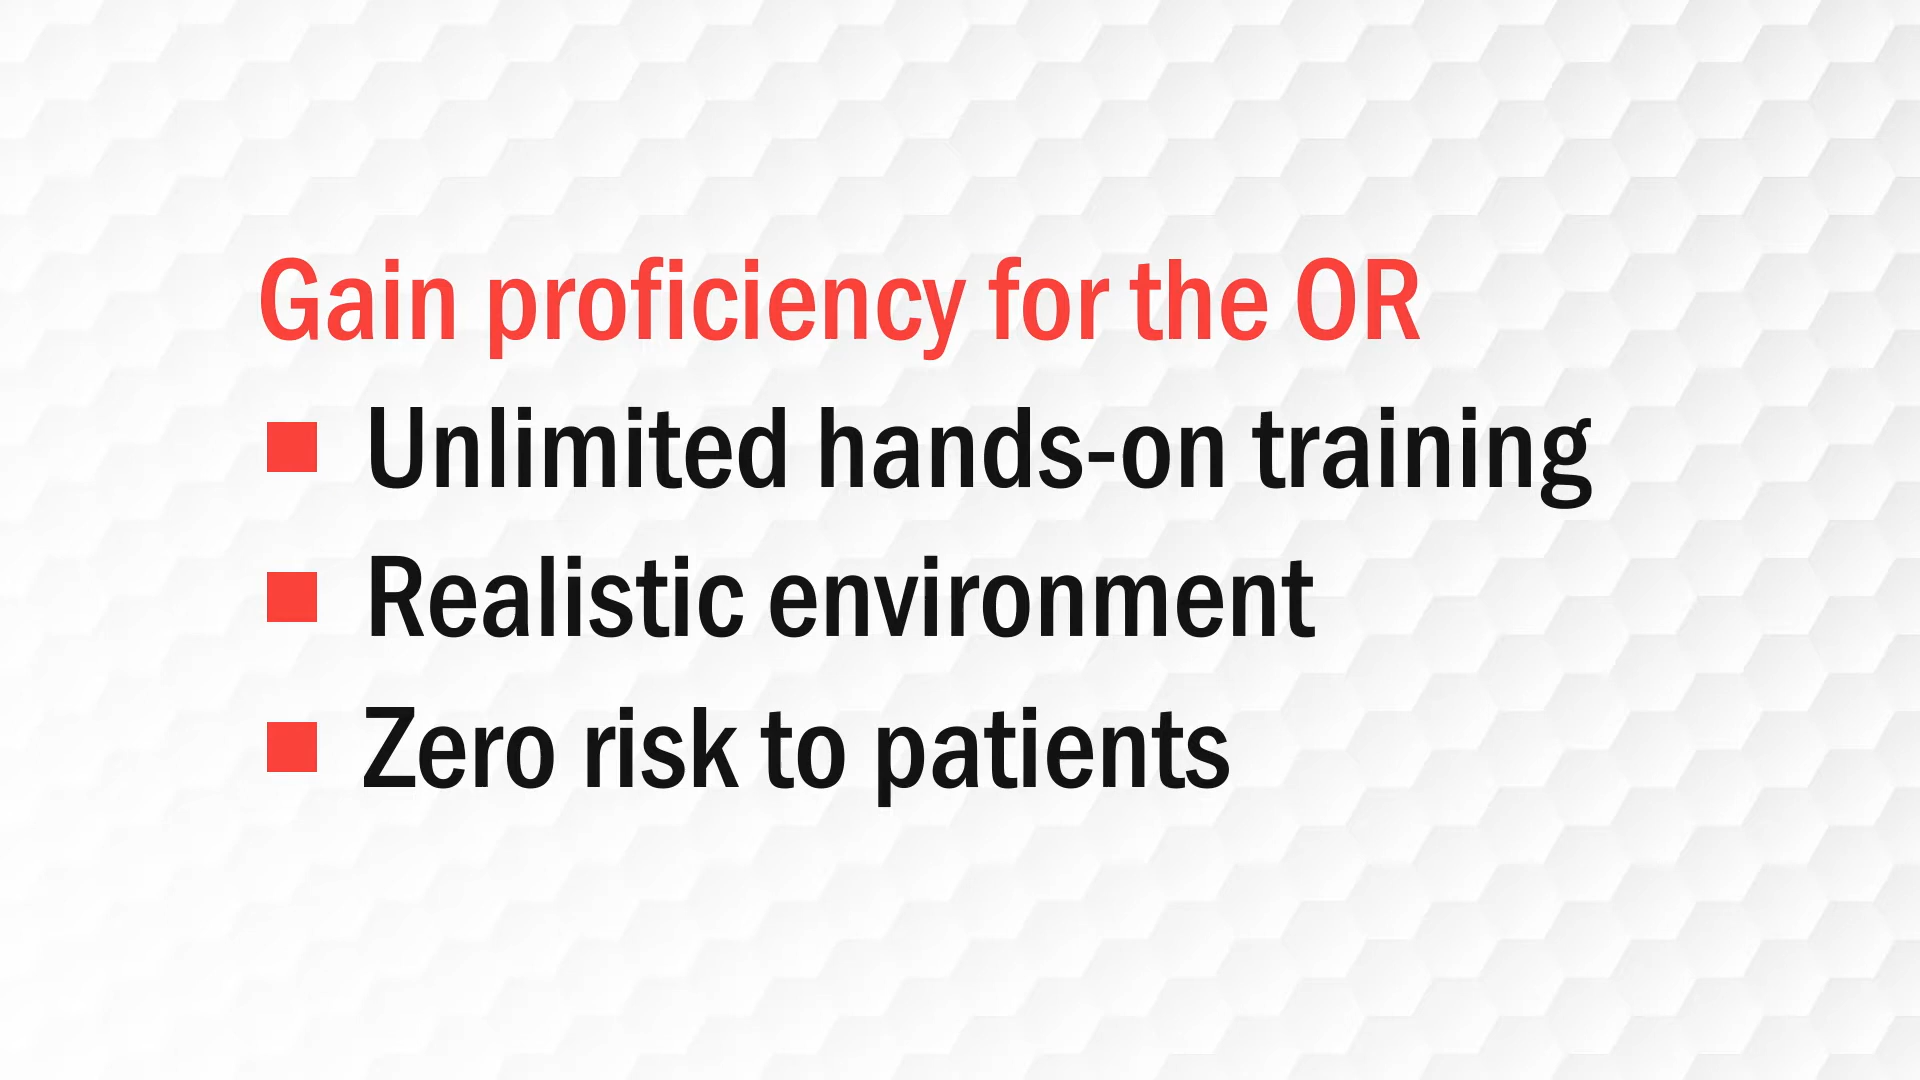 Gain proficiency for the OR
Unlimited hands-on training
Realistic environment
Zero risk to patients